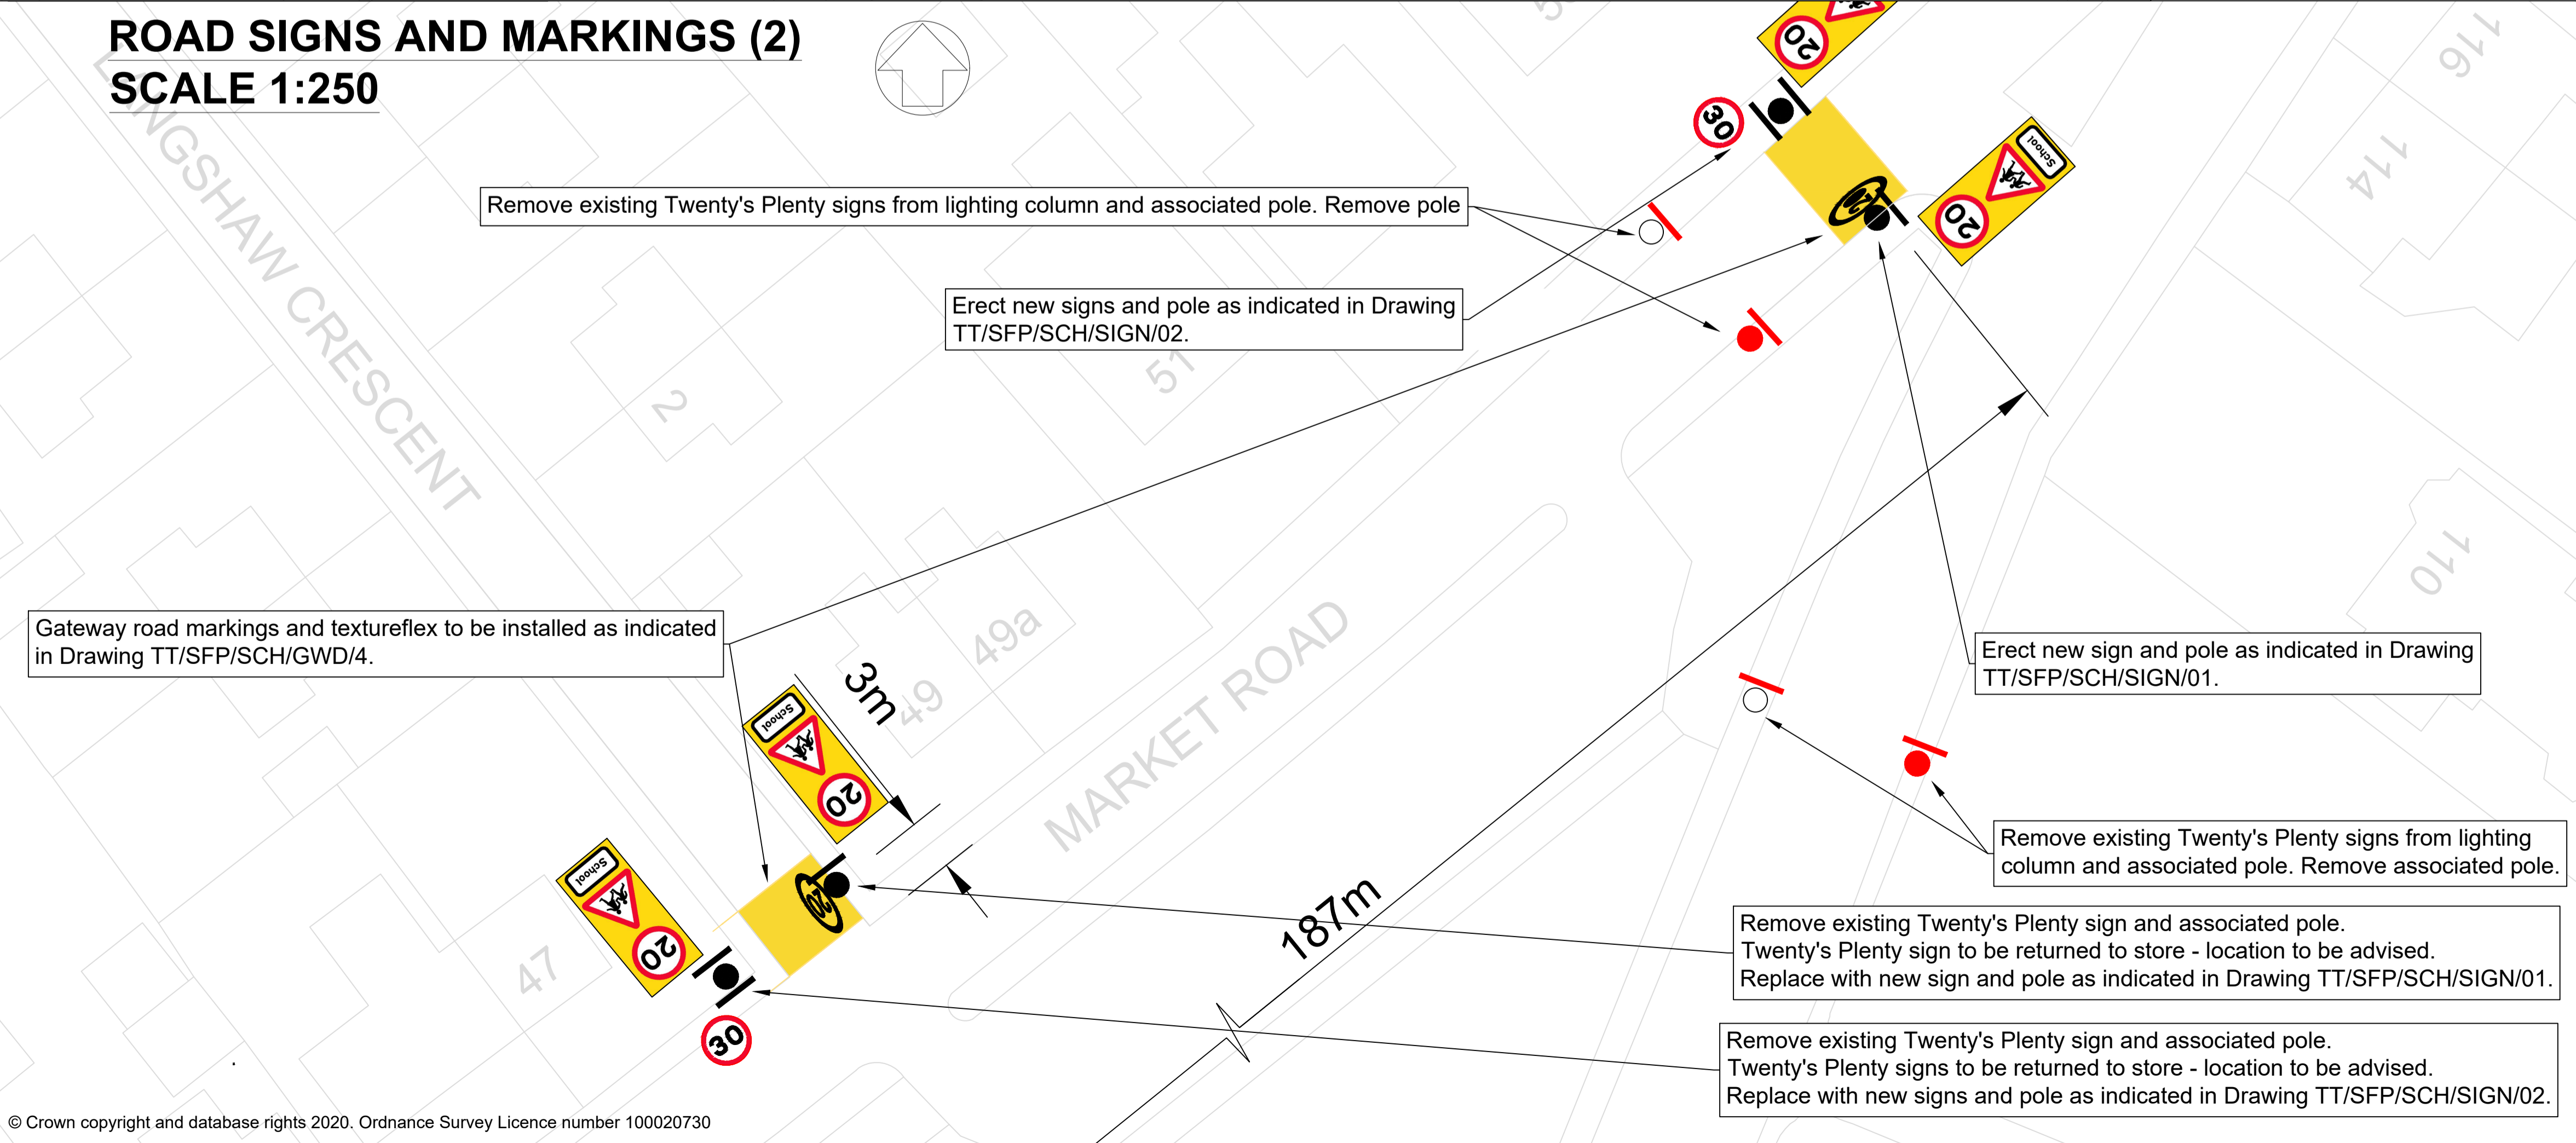 ROAD SIGNS AND MARKINGS (2)
SCALE 1:250
LANGSHAW CRESCENT
20
30
School
20
20
116
114
Remove existing Twenty's Plenty signs from lighting column and associated pole. Remove pole
Erect new signs and pole as indicated in Drawing
TT/SFP/SCH/SIGN/02.
2
51
110
Gateway road markings and textureflex to be installed as indicated
in Drawing TT/SFP/SCH/GWD/4.
3m
49a
49
MARKET ROAD
Erect new sign and pole as indicated in Drawing
TT/SFP/SCH/SIGN/01.
School
20
School
20
20
47
30
187m
Remove existing Twenty's Plenty signs from lighting
column and associated pole. Remove associated pole.
Remove existing Twenty's Plenty sign and associated pole.
Twenty's Plenty sign to be returned to store - location to be advised.
Replace with new sign and pole as indicated in Drawing TT/SFP/SCH/SIGN/01.
Remove existing Twenty's Plenty sign and associated pole.
Twenty's Plenty signs to be returned to store - location to be advised.
Replace with new signs and pole as indicated in Drawing TT/SFP/SCH/SIGN/02.
© Crown copyright and database rights 2020. Ordnance Survey Licence number 100020730